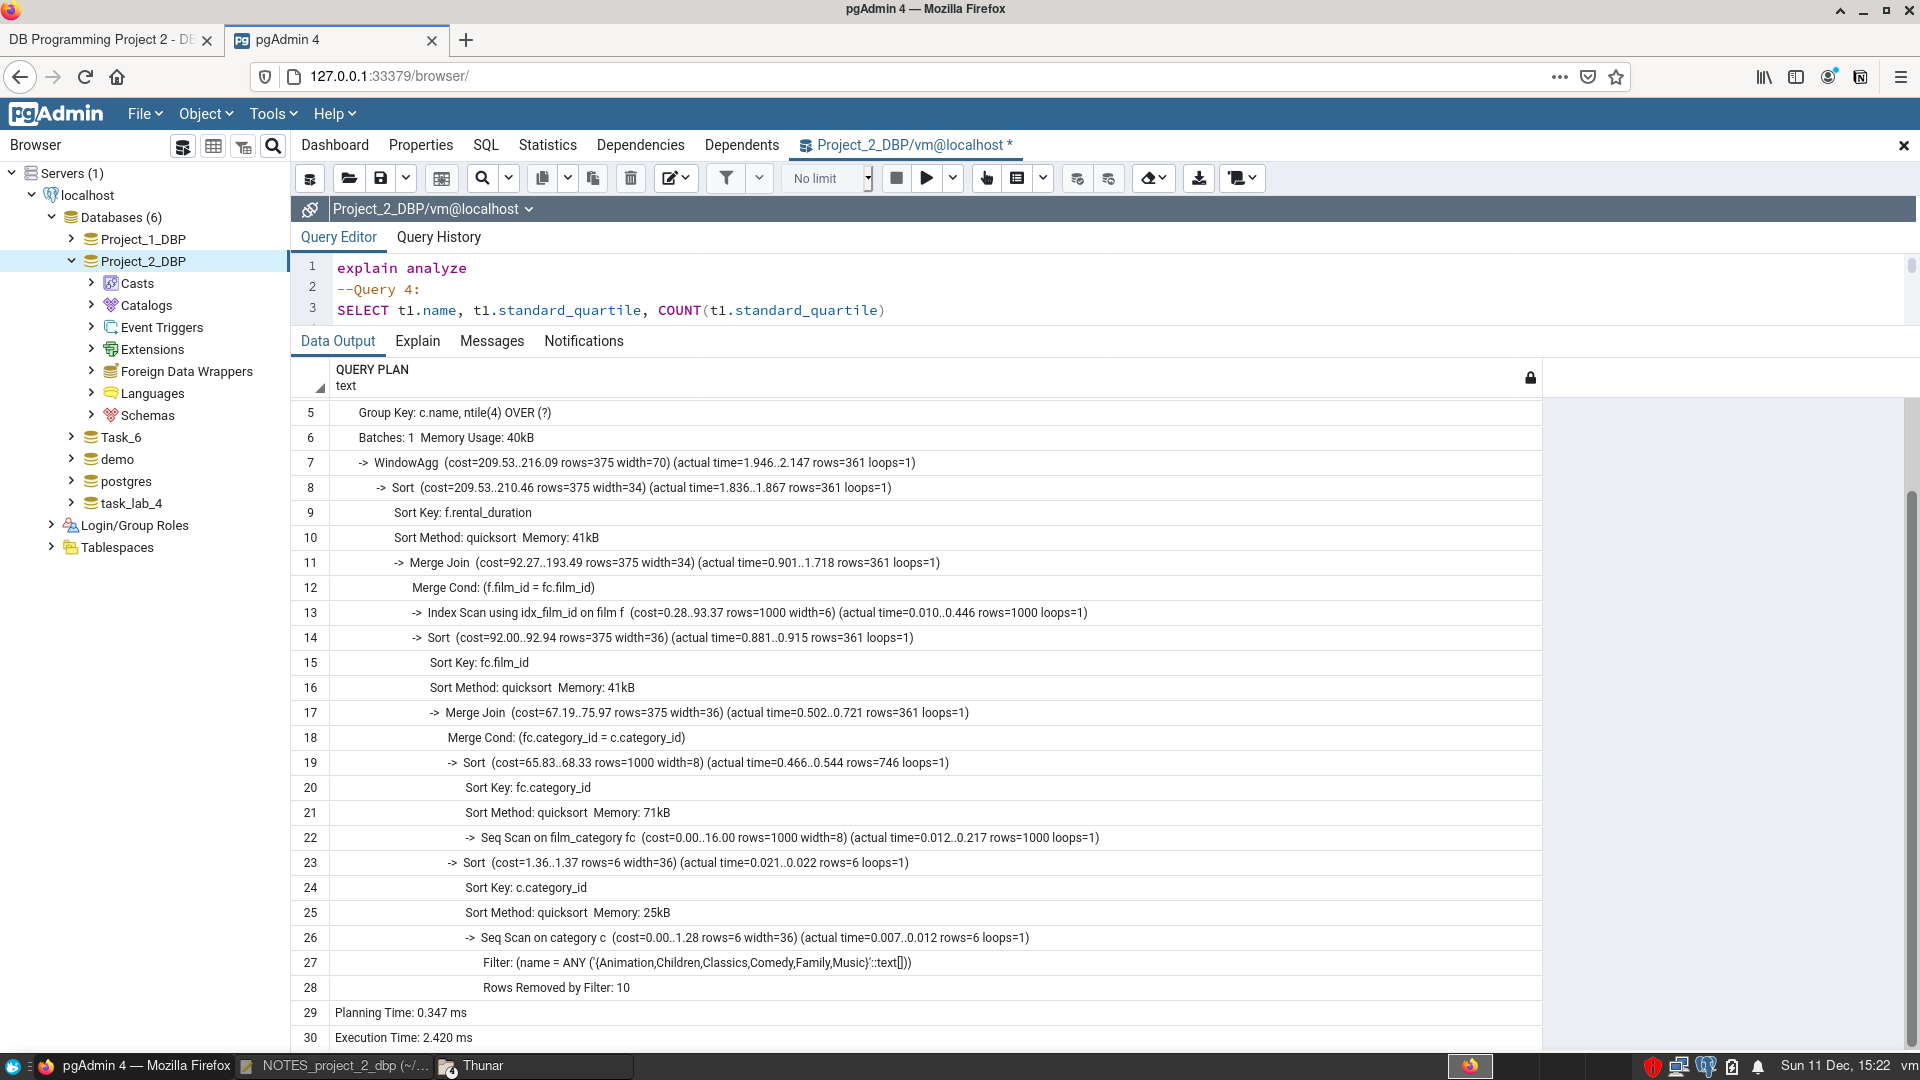 pgAdmin 4 — Mozilla Firefox
DB Programming Project 2 - DB
pgAdmin 4
127.0.0.1:33379/browser/
pgAdmin
File
Object
Tools
Help
Browser
Dashboard
Properties
SQL
Statistics
Dependencies
Dependents
Project_2_DBP/vm@localhost *
Servers (1)
localhost
Databases (6)
Project_1_DBP
Project_2_DBP
Casts
Catalogs
Event Triggers
Extensions
Foreign Data Wrappers
Languages
Schemas
Task_6
demo
postgres
task_lab_4
Login/Group Roles
Tablespaces
No limit
Project_2_DBP/vm@localhost
Query Editor
Query History
1 explain analyze
2 --Query 4:
3 SELECT t1.name, t1.standard_quartile, COUNT(t1.standard_quartile)
Data Output
Explain
Messages
Notifications
QUERY PLAN
text
5 Group Key: c.name, ntile(4) OVER (?)
6 Batches: 1 Memory Usage: 40kB
7 -> WindowAgg (cost=209.53..216.09 rows=375 width=70) (actual time=1.946..2.147 rows=361 loops=1)
8 -> Sort (cost=209.53..210.46 rows=375 width=34) (actual time=1.836..1.867 rows=361 loops=1)
9 Sort Key: f.rental_duration
10 Sort Method: quicksort Memory: 41kB
11 -> Merge Join (cost=92.27..193.49 rows=375 width=34) (actual time=0.901..1.718 rows=361 loops=1)
12 Merge Cond: (f.film_id = fc.film_id)
13 -> Index Scan using idx_film_id on film f (cost=0.28..93.37 rows=1000 width=6) (actual time=0.010..0.446 rows=1000 loops=1)
14 -> Sort (cost=92.00..92.94 rows=375 width=36) (actual time=0.881..0.915 rows=361 loops=1)
15 Sort Key: fc.film_id
16 Sort Method: quicksort Memory: 41kB
17 -> Merge Join (cost=67.19..75.97 rows=375 width=36) (actual time=0.502..0.721 rows=361 loops=1)
18 Merge Cond: (fc.category_id = c.category_id)
19 -> Sort (cost=65.83..68.33 rows=1000 width=8) (actual time=0.466..0.544 rows=746 loops=1)
20 Sort Key: fc.category_id
21 Sort Method: quicksort Memory: 71kB
22 -> Seq Scan on film_category fc (cost=0.00..16.00 rows=1000 width=8) (actual time=0.012..0.217 rows=1000 loops=1)
23 -> Sort (cost=1.36..1.37 rows=6 width=36) (actual time=0.021..0.022 rows=6 loops=1)
24 Sort Key: c.category_id
25 Sort Method: quicksort Memory: 25kB
26 -> Seq Scan on category c (cost=0.00..1.28 rows=6 width=36) (actual time=0.007..0.012 rows=6 loops=1)
27 Filter: (name = ANY ('{Animation,Children,Classics,Comedy,Family,Music}'::text[]))
28 Rows Removed by Filter: 10
29 Planning Time: 0.347 ms
30 Execution Time: 2.420 ms
pgAdmin 4 — Mozilla Firefox
NOTES_project_2_dbp (~/…
4 Thunar
Sun 11 Dec, 15:22 vm